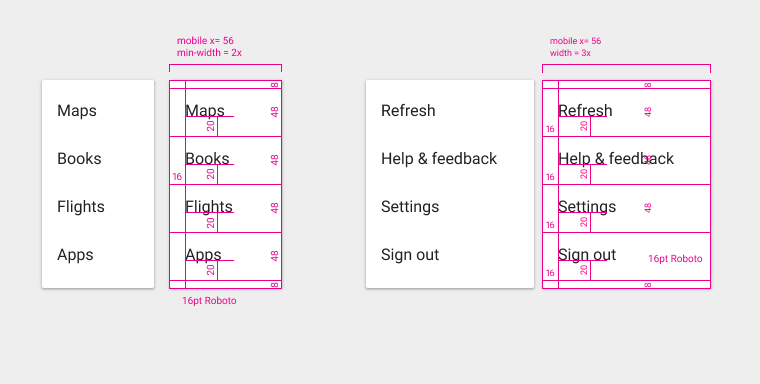 mobile x= 56
min-width = 2x
mobile x= 56
width = 3x
Maps
Books
Flights
Apps
8
Maps
48
20
Books
48
16
20
Flights
48
20
Apps
48
20
8
16pt Roboto
Refresh
Help & feedback
Settings
Sign out
8
Refresh
48
16
20
Help & feedback
48
16
20
Settings
48
16
20
Sign out
16pt Roboto
16
20
8